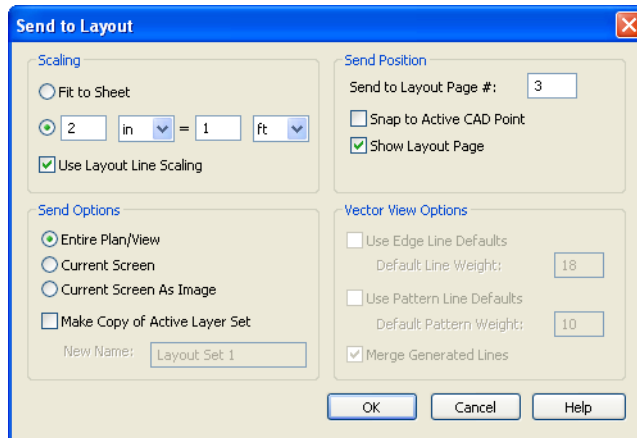 Send to Layout
Scaling
Fit to Sheet
2 in = 1 ft
Use Layout Line Scaling
Send Position
Send to Layout Page #: 3
Snap to Active CAD Point
Show Layout Page
Send Options
Entire Plan/View
Current Screen
Current Screen As Image
Make Copy of Active Layer Set
New Name: Layout Set 1
Vector View Options
Use Edge Line Defaults
Default Line Weight: 18
Use Pattern Line Defaults
Default Pattern Weight: 10
Merge Generated Lines
OK Cancel Help